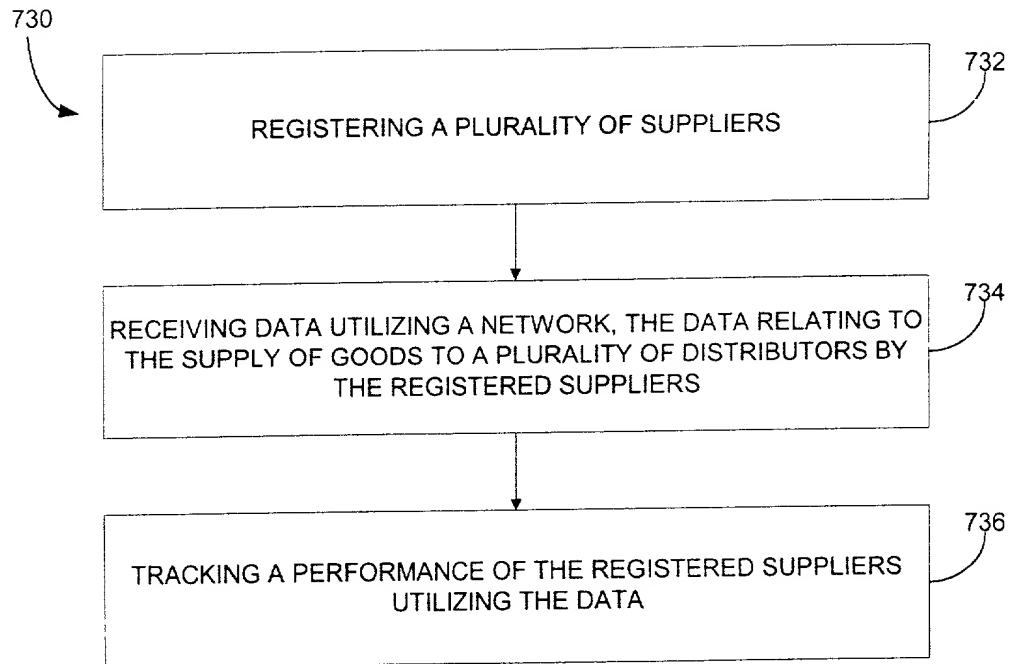 730
732
REGISTERING A PLURALITY OF SUPPLIERS
734
RECEIVING DATA UTILIZING A NETWORK, THE DATA RELATING TO
THE SUPPLY OF GOODS TO A PLURALITY OF DISTRIBUTORS BY
THE REGISTERED SUPPLIERS
736
TRACKING A PERFORMANCE OF THE REGISTERED SUPPLIERS
UTILIZING THE DATA